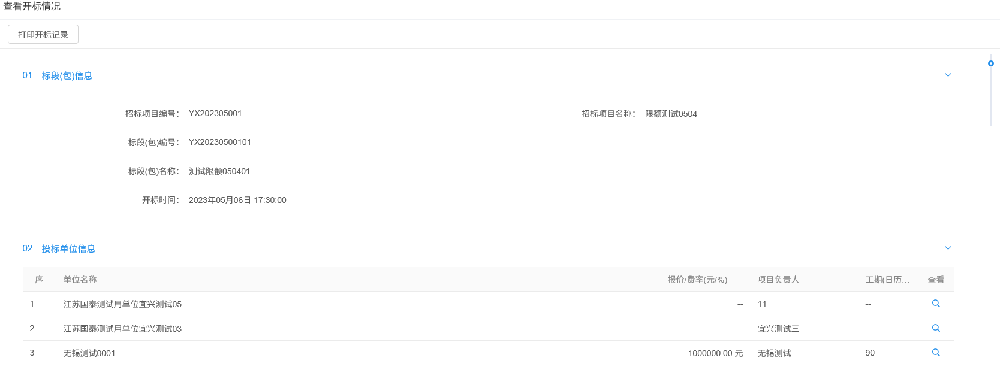 查看开标情况
打印开标记录
01 标段(包)信息
招标项目编号： YX202305001 招标项目名称： 限额测试0504
标段(包)编号： YX20230500101
标段(包)名称： 测试限额050401
开标时间： 2023年05月06日 17:30:00
02 投标单位信息
序 单位名称 报价/费率(元/%) 项目负责人 工期(日历... 查看
1 江苏国泰测试用单位宜兴测试05 -- 11 --
2 江苏国泰测试用单位宜兴测试03 -- 宜兴测试三 --
3 无锡测试0001 1000000.00 元 无锡测试一 90